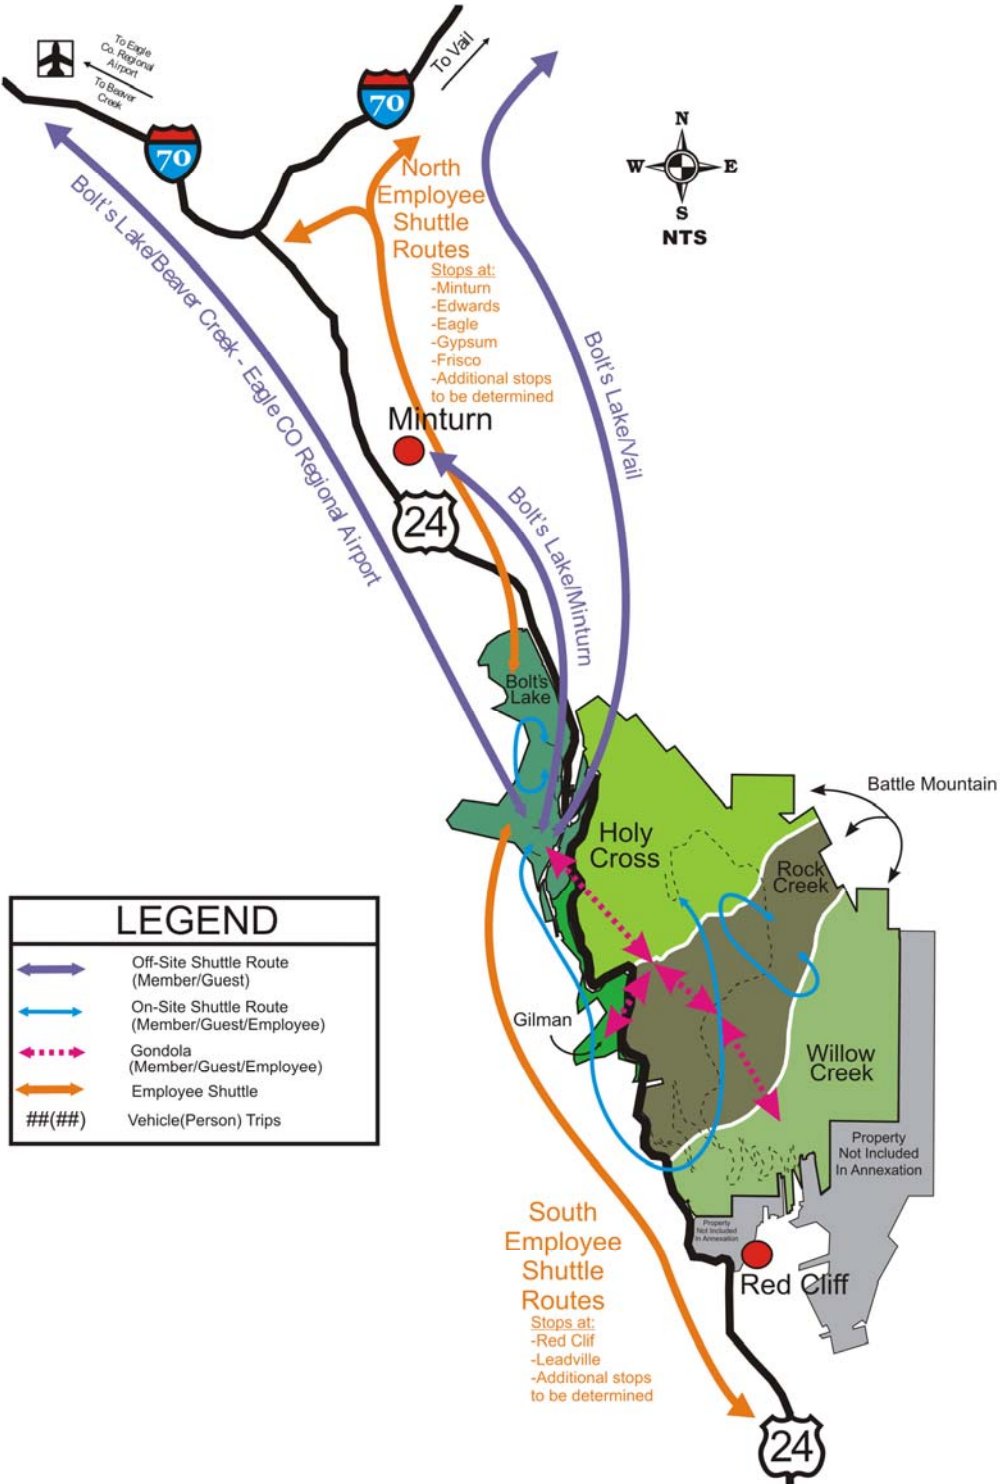 To Eagle
Co. Regional
Airport
To Beaver
Creek
70
70
To Vail
N
W E
S
NTS
North
Employee
Shuttle
Routes
Stops at:
-Minturn
-Edwards
-Eagle
-Gypsum
-Frisco
-Additional stops
to be determined
Bolt's Lake/Beaver Creek - Eagle CO Regional Airport
Bolt's Lake/Vail
Minturn
24
Bolt's Lake/Minturn
Bolt's
Lake
Battle Mountain
Holy
Cross
Rock
Creek
Gilman
Willow
Creek
Property
Not Included
In Annexation
Property
Not Included
In Annexation
Red Cliff
LEGEND
Off-Site Shuttle Route
(Member/Guest)
On-Site Shuttle Route
(Member/Guest/Employee)
Gondola
(Member/Guest/Employee)
Employee Shuttle
##(##) Vehicle(Person) Trips
South
Employee
Shuttle
Routes
Stops at:
-Red Clif
-Leadville
-Additional stops
to be determined
24